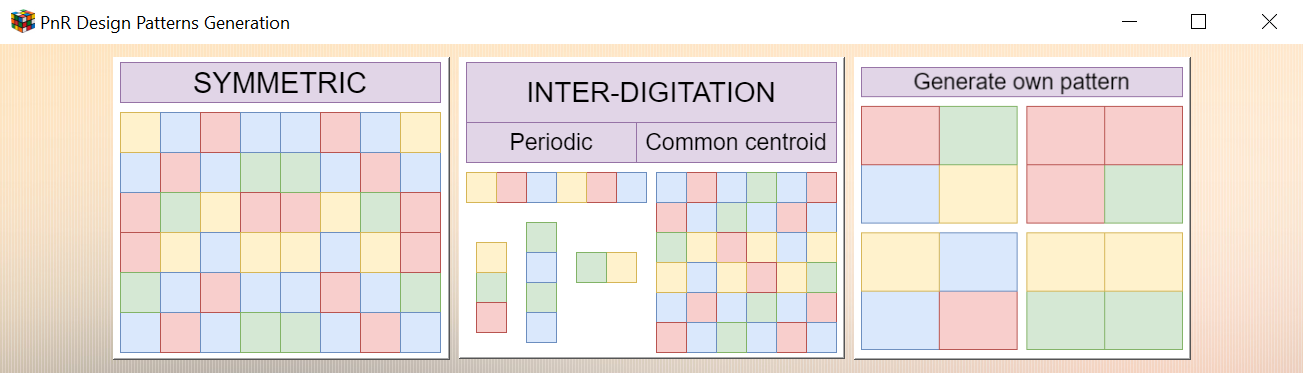 PnR Design Patterns Generation
SYMMETRIC
INTER-DIGITATION
Periodic
Common centroid
Generate own pattern